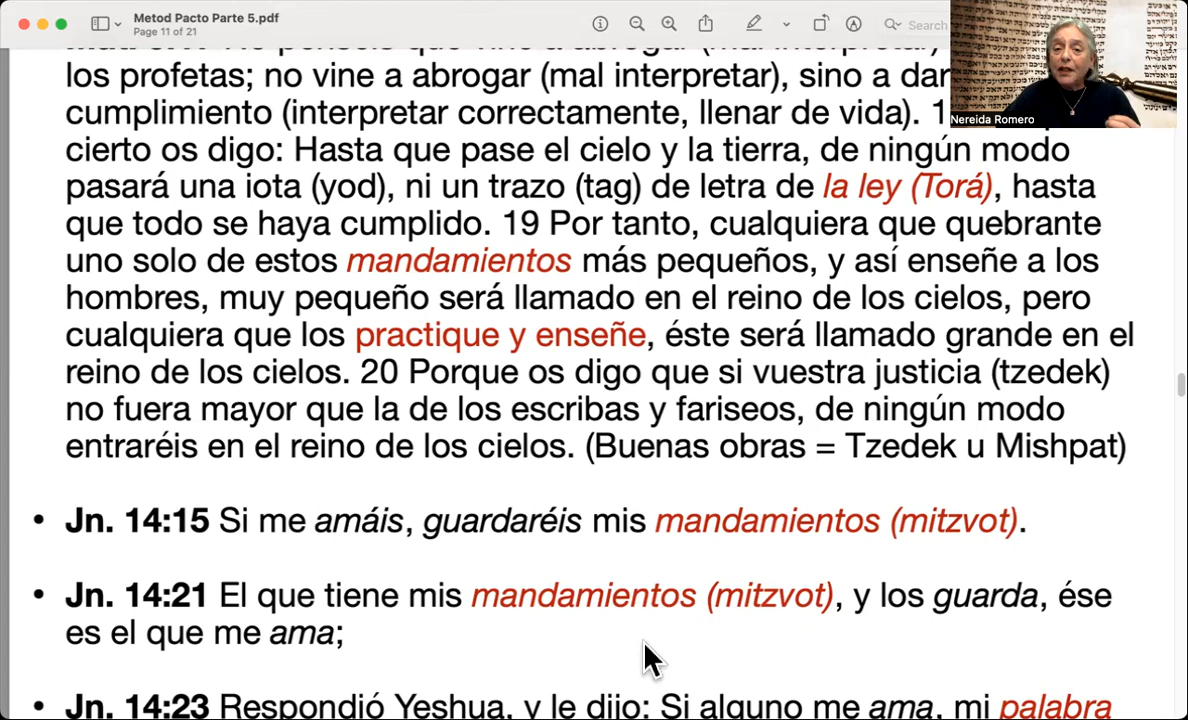 Metod Pacto Parte 5.pdf
Page 11 of 21
Search
los profetas; no vine a abrogar (mal interpretar), sino a dar
cumplimiento (interpretar correctamente, llenar de vida). 1
cierto os digo: Hasta que pase el cielo y la tierra, de ningún modo
pasará una iota (yod), ni un trazo (tag) de letra de la ley (Torá), hasta
que todo se haya cumplido. 19 Por tanto, cualquiera que quebrante
uno solo de estos mandamientos más pequeños, y así enseñe a los
hombres, muy pequeño será llamado en el reino de los cielos, pero
cualquiera que los practique y enseñe, éste será llamado grande en el
reino de los cielos. 20 Porque os digo que si vuestra justicia (tzedek)
no fuera mayor que la de los escribas y fariseos, de ningún modo
entraréis en el reino de los cielos. (Buenas obras = Tzedek u Mishpat)
• Jn. 14:15 Si me amáis, guardaréis mis mandamientos (mitzvot).
• Jn. 14:21 El que tiene mis mandamientos (mitzvot), y los guarda, ése
es el que me ama;
• Jn. 14:23 Respondió Yeshua, y le dijo: Si alguno me ama, mi palabra
Nereida Romero